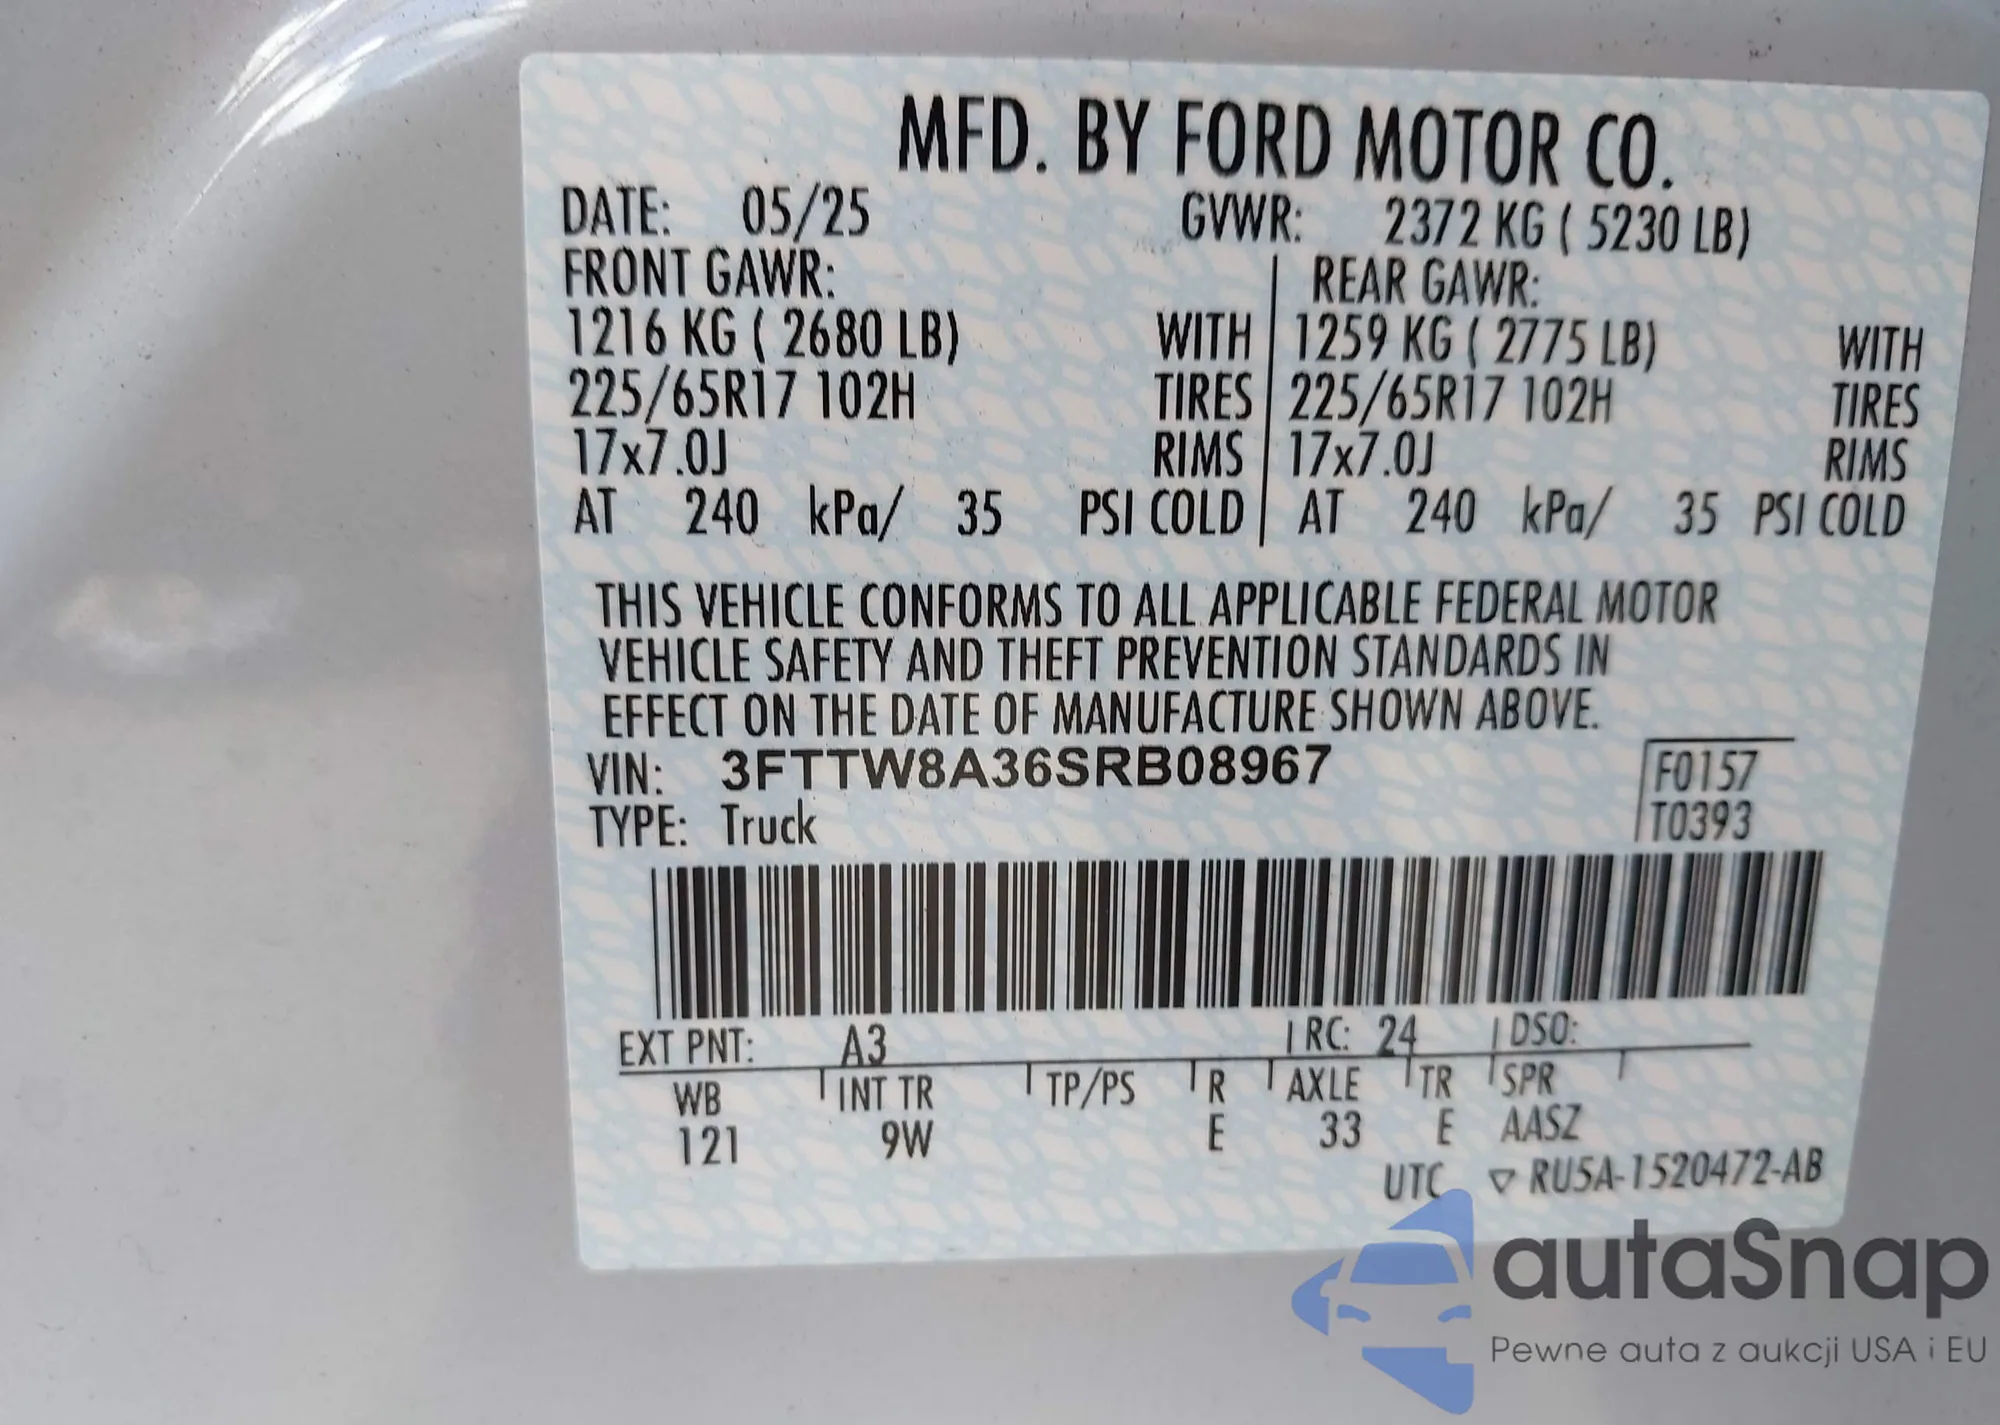 MFD. BY FORD MOTOR CO.
DATE: 05/25 GVWR: 2372 KG ( 5230 LB)
FRONT GAWR: REAR GAWR:
1216 KG ( 2680 LB) WITH 1259 KG ( 2775 LB) WITH
225/65R17 102H TIRES 225/65R17 102H TIRES
17x7.0J RIMS 17x7.0J RIMS
AT 240 kPa/ 35 PSI COLD AT 240 kPa/ 35 PSI COLD
THIS VEHICLE CONFORMS TO ALL APPLICABLE FEDERAL MOTOR
VEHICLE SAFETY AND THEFT PREVENTION STANDARDS IN
EFFECT ON THE DATE OF MANUFACTURE SHOWN ABOVE.
VIN: 3FTTW8A36SRB08967 F0157
TYPE: Truck T0393
EXT PNT: A3 RC: 24 DSO:
WB INT TR TP/PS R AXLE TR SPR
121 9W E 33 E AASZ
UTC ▽ RU5A-1520472-AB
autaSnap
Pewne auta z aukcji USA i EU